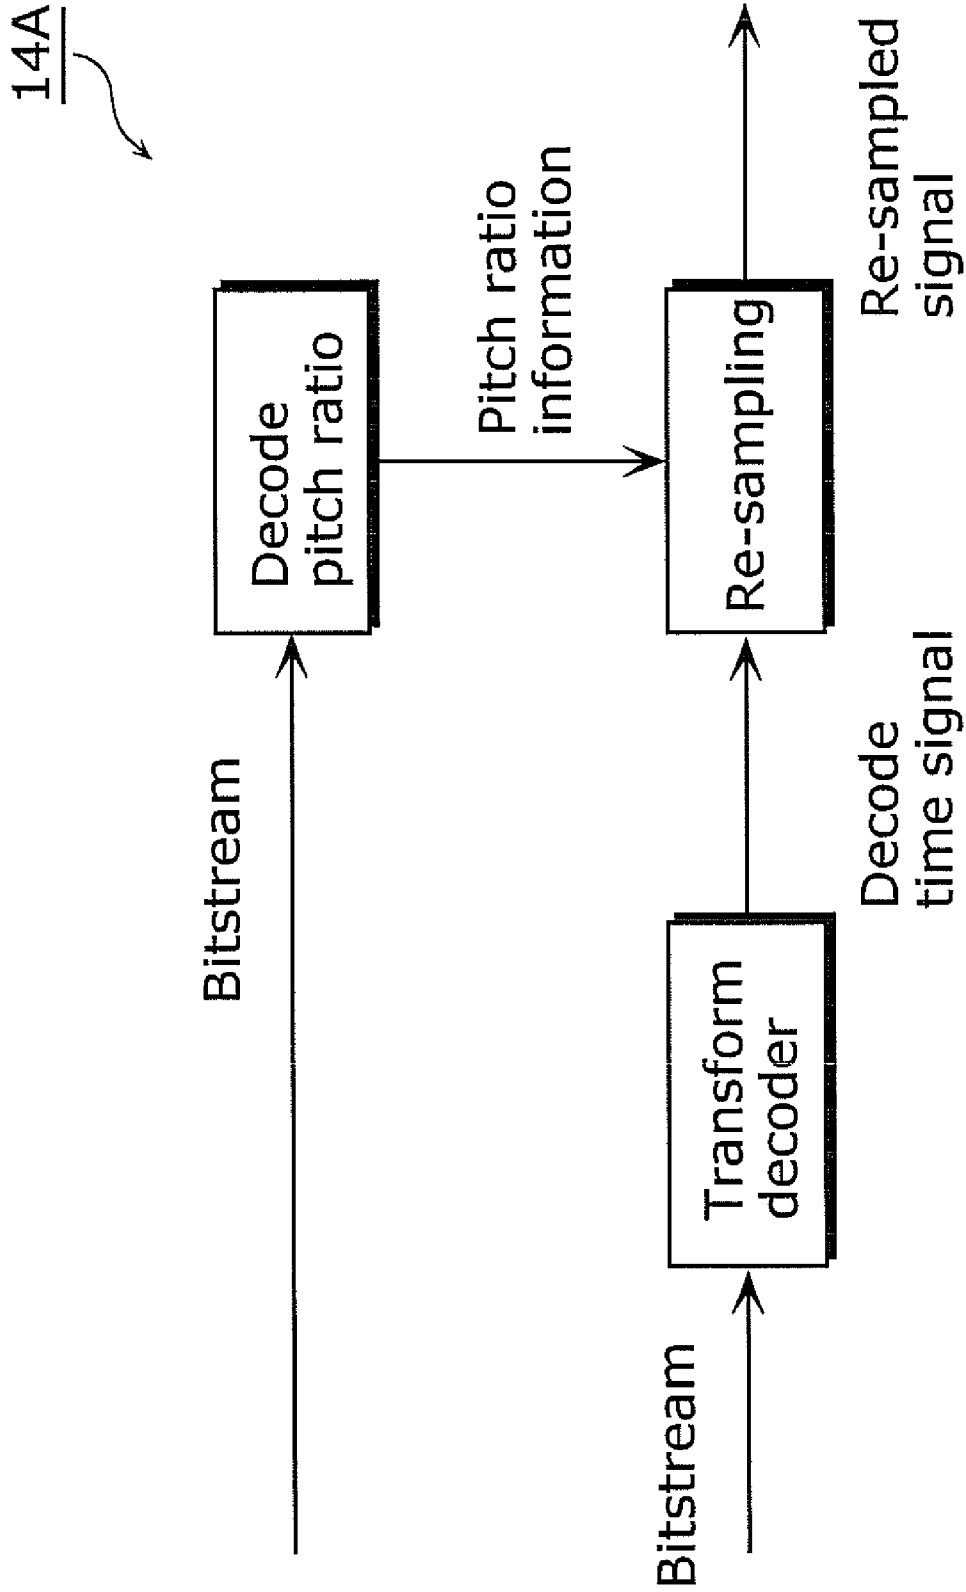 14A
Bitstream
Decode
pitch ratio
Pitch ratio
information
Bitstream
Transform
decoder
Decode
time signal
Re-sampling
Re-sampled
signal